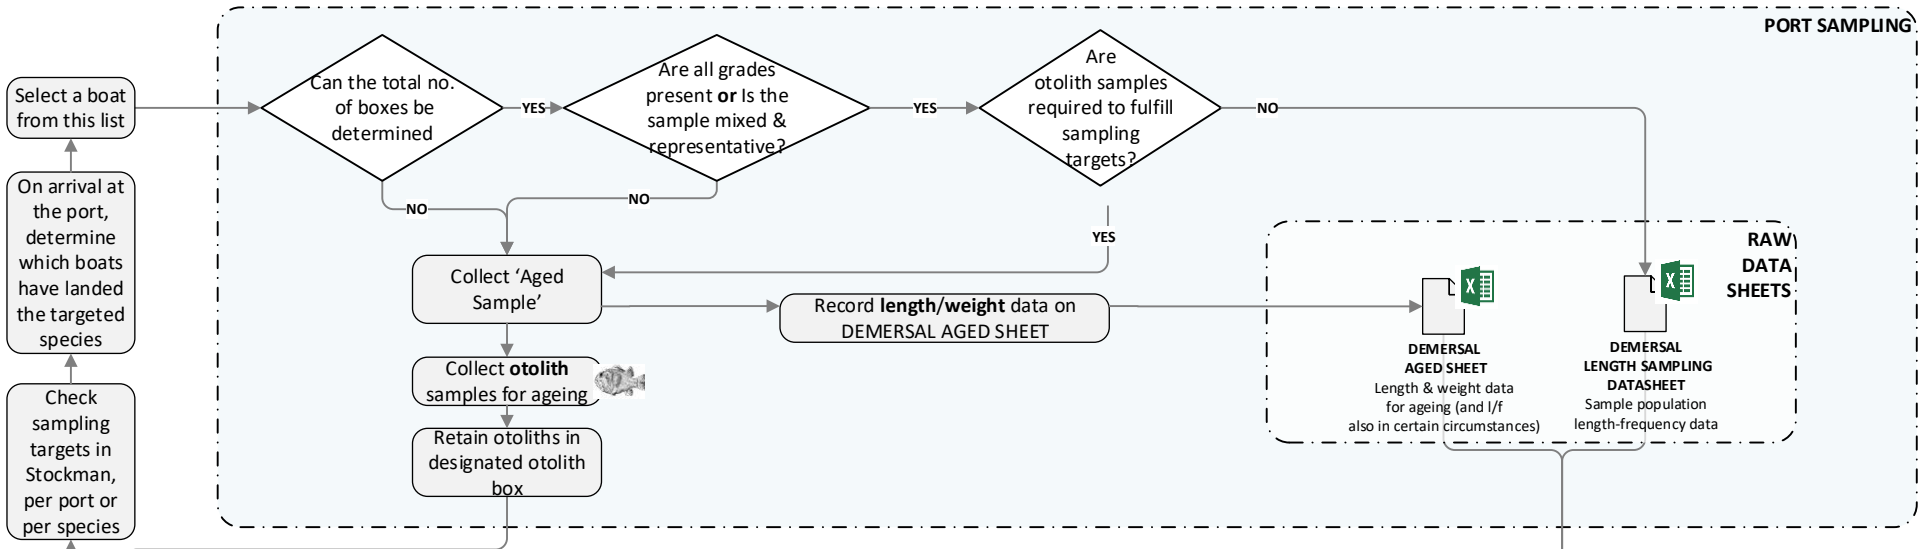 PORT SAMPLING
Select a boat
from this list
On arrival at
the port,
determine
which boats
have landed
the targeted
species
Check
sampling
targets in
Stockman,
per port or
per species
Can the total no.
of boxes be
determined
YES
NO
Are all grades
present or Is the
sample mixed &
representative?
YES
NO
Are
otolith samples
required to fulfill
sampling
targets?
NO
YES
Collect ‘Aged
Sample’
Record length/weight data on
DEMERSAL AGED SHEET
Collect otolith
samples for ageing
Retain otoliths in
designated otolith
box
RAW
DATA
SHEETS
X
DEMERSAL
AGED SHEET
Length & weight data
for ageing (and l/f
also in certain circumstances)
X
DEMERSAL
LENGTH SAMPLING
DATASHEET
Sample population
length-frequency data